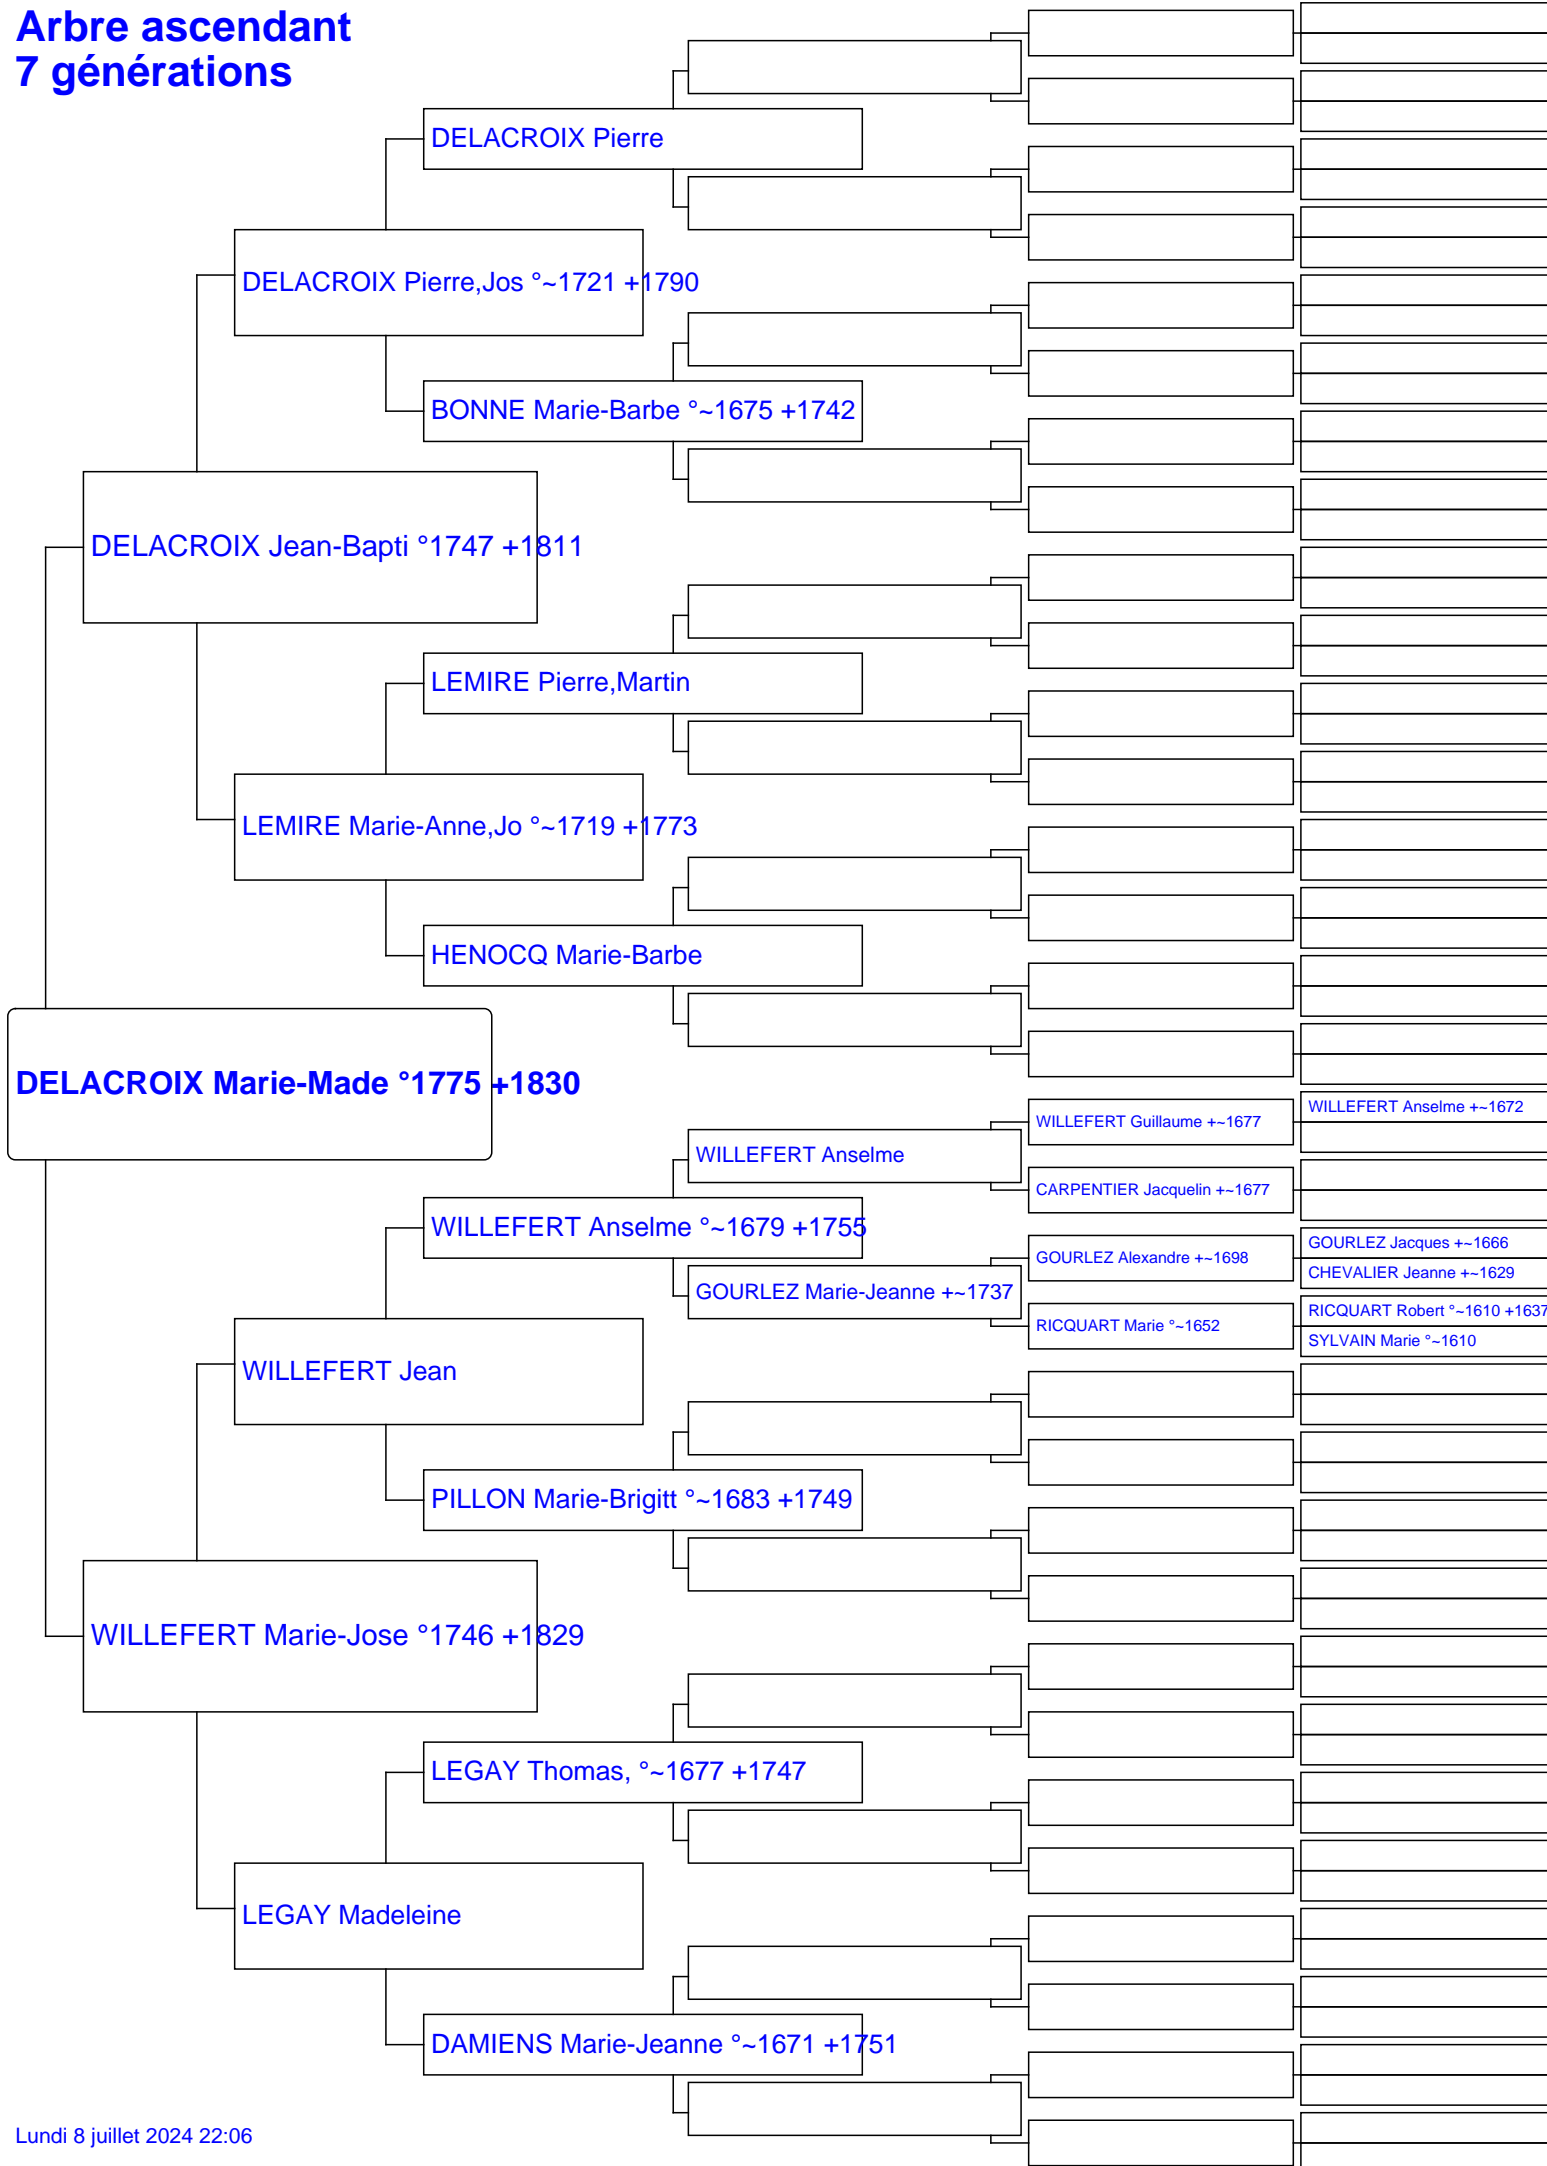 Arbre ascendant
7 générations
DELACROIX Pierre
DELACROIX Pierre,Jos °~1721 +1790
BONNE Marie-Barbe °~1675 +1742
DELACROIX Jean-Bapti °1747 +1811
LEMIRE Pierre,Martin
LEMIRE Marie-Anne,Jo °~1719 +1773
HENOCQ Marie-Barbe
DELACROIX Marie-Made °1775 +1830
WILLEFERT Anselme +~1672
WILLEFERT Guillaume +~1677
WILLEFERT Anselme
CARPENTIER Jacquelin +~1677
WILLEFERT Anselme °~1679 +1755
GOURLEZ Jacques +~1666
GOURLEZ Alexandre +~1698
CHEVALIER Jeanne +~1629
GOURLEZ Marie-Jeanne +~1737
RICQUART Robert °~1610 +1637
RICQUART Marie °~1652
SYLVAIN Marie °~1610
WILLEFERT Jean
PILLON Marie-Brigitt °~1683 +1749
WILLEFERT Marie-Jose °1746 +1829
LEGAY Thomas, °~1677 +1747
LEGAY Madeleine
DAMIENS Marie-Jeanne °~1671 +1751
Lundi 8 juillet 2024 22:06